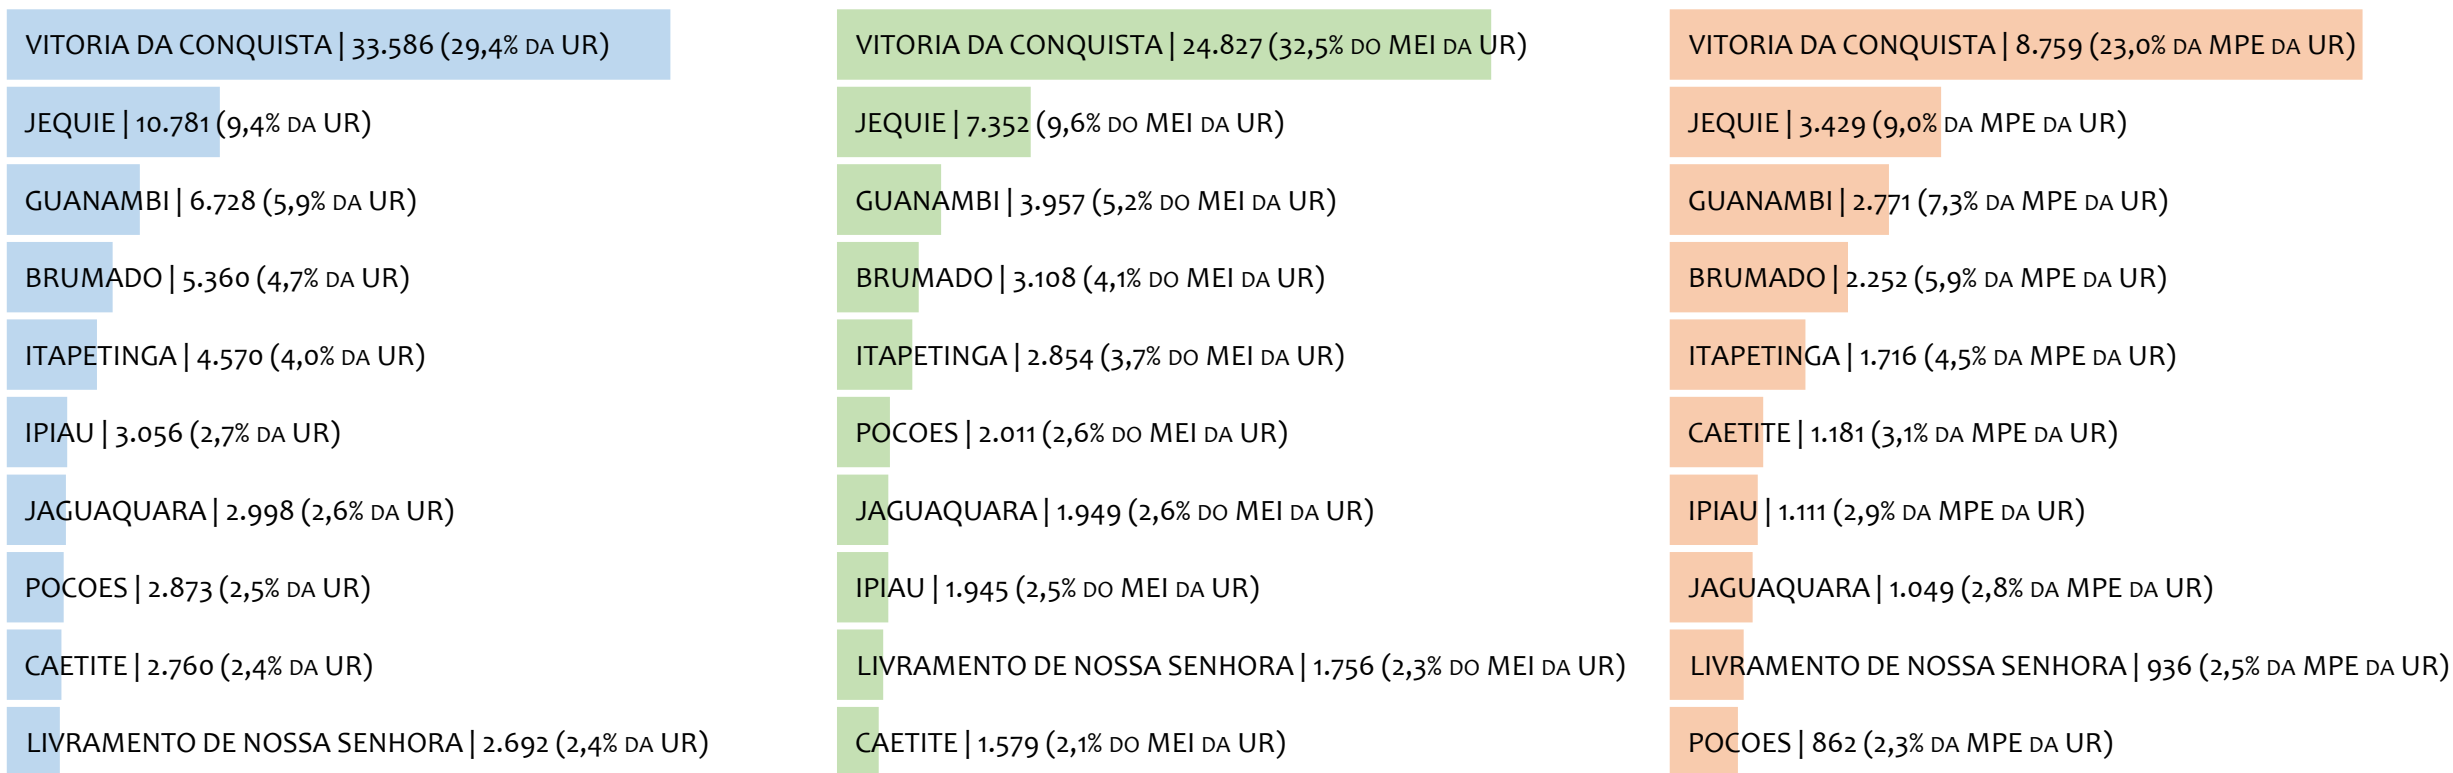 VITORIA DA CONQUISTA | 33.586 (29,4% DA UR)
JEQUIE | 10.781 (9,4% DA UR)
GUANAMBI | 6.728 (5,9% DA UR)
BRUMADO | 5.360 (4,7% DA UR)
ITAPETINGA | 4.570 (4,0% DA UR)
IPIAU | 3.056 (2,7% DA UR)
JAGUAQUARA | 2.998 (2,6% DA UR)
POCOES | 2.873 (2,5% DA UR)
CAETITE | 2.760 (2,4% DA UR)
LIVRAMENTO DE NOSSA SENHORA | 2.692 (2,4% DA UR)
VITORIA DA CONQUISTA | 24.827 (32,5% DO MEI DA UR)
JEQUIE | 7.352 (9,6% DO MEI DA UR)
GUANAMBI | 3.957 (5,2% DO MEI DA UR)
BRUMADO | 3.108 (4,1% DO MEI DA UR)
ITAPETINGA | 2.854 (3,7% DO MEI DA UR)
POCOES | 2.011 (2,6% DO MEI DA UR)
JAGUAQUARA | 1.949 (2,6% DO MEI DA UR)
IPIAU | 1.945 (2,5% DO MEI DA UR)
LIVRAMENTO DE NOSSA SENHORA | 1.756 (2,3% DO MEI DA UR)
CAETITE | 1.579 (2,1% DO MEI DA UR)
VITORIA DA CONQUISTA | 8.759 (23,0% DA MPE DA UR)
JEQUIE | 3.429 (9,0% DA MPE DA UR)
GUANAMBI | 2.771 (7,3% DA MPE DA UR)
BRUMADO | 2.252 (5,9% DA MPE DA UR)
ITAPETINGA | 1.716 (4,5% DA MPE DA UR)
CAETITE | 1.181 (3,1% DA MPE DA UR)
IPIAU | 1.111 (2,9% DA MPE DA UR)
JAGUAQUARA | 1.049 (2,8% DA MPE DA UR)
LIVRAMENTO DE NOSSA SENHORA | 936 (2,5% DA MPE DA UR)
POCOES | 862 (2,3% DA MPE DA UR)